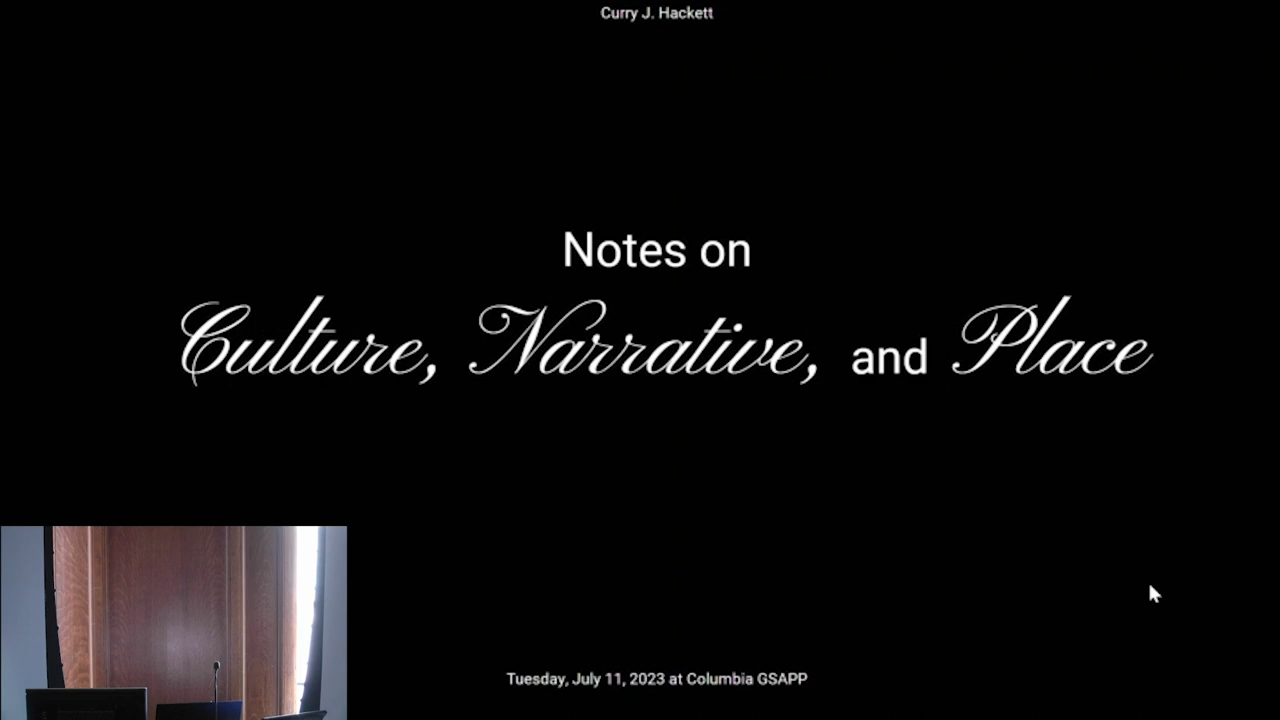 Curry J. Hackett
Notes on
Culture, Narrative, and Place
Tuesday, July 11, 2023 at Columbia GSAPP